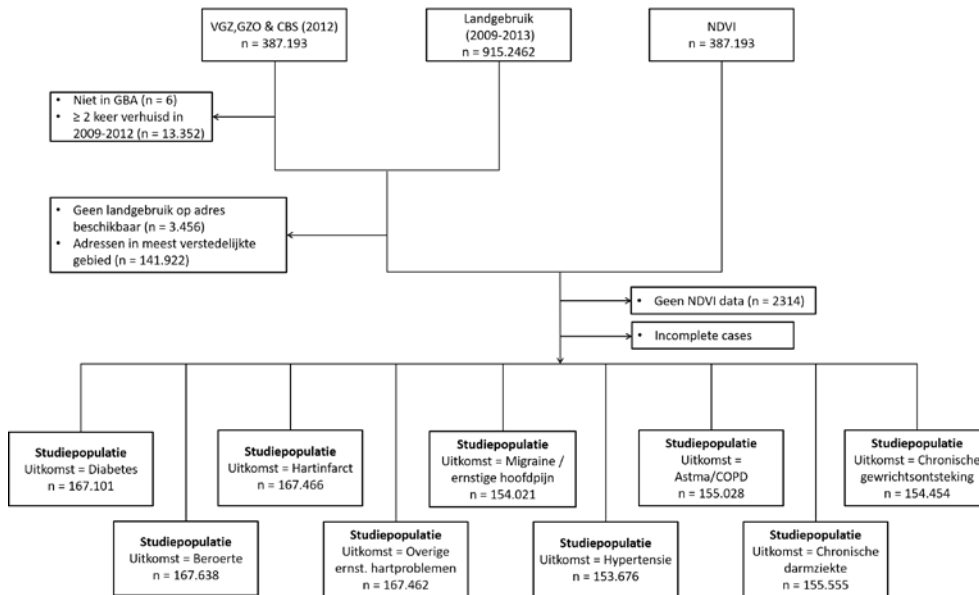 VGZ,GZO & CBS (2012)
n = 387.193
Landgebruik
(2009-2013)
n = 915.2462
NDVI
n = 387.193
• Niet in GBA (n = 6)
• ≥ 2 keer verhuisd in
2009-2012 (n = 13.352)
• Geen landgebruik op adres
beschikbaar (n = 3.456)
• Adressen in meest verstedelijkte
gebied (n = 141.922)
• Geen NDVI data (n = 2314)
• Incomplete cases
Studiepopulatie
Uitkomst = Diabetes
n = 167.101
Studiepopulatie
Uitkomst = Hartinfarct
n = 167.466
Studiepopulatie
Uitkomst = Migraine /
ernstige hoofdpijn
n = 154.021
Studiepopulatie
Uitkomst =
Astma/COPD
n = 155.028
Studiepopulatie
Uitkomst = Chronische
gewrichtsontsteking
n = 154.454
Studiepopulatie
Uitkomst = Beroerte
n = 167.638
Studiepopulatie
Uitkomst = Overige
ernst. hartproblemen
n = 167.462
Studiepopulatie
Uitkomst = Hypertensie
n = 153.676
Studiepopulatie
Uitkomst = Chronische
darmziekte
n = 155.555